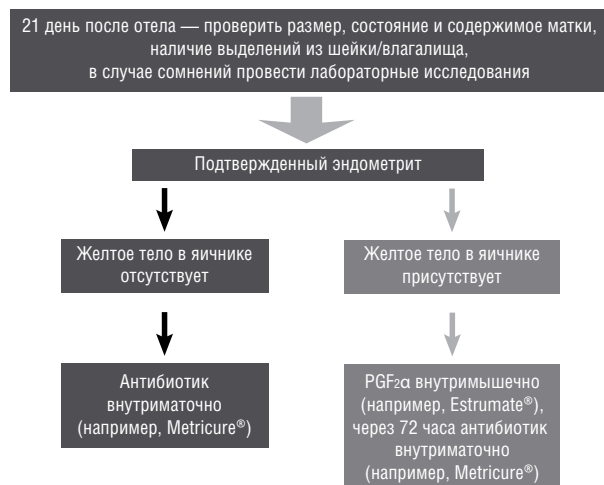 21 день после отела — проверить размер, состояние и содержимое матки,
наличие выделений из шейки/влагалища,
в случае сомнений провести лабораторные исследования
Подтвержденный эндометрит
Желтое тело в яичнике
отсутствует
Желтое тело в яичнике
присутствует
Антибиотик
внутриматочно
(например, Metricure®)
PGF2α внутримышечно
(например, Estrumate®),
через 72 часа антибиотик
внутриматочно
(например, Metricure®)